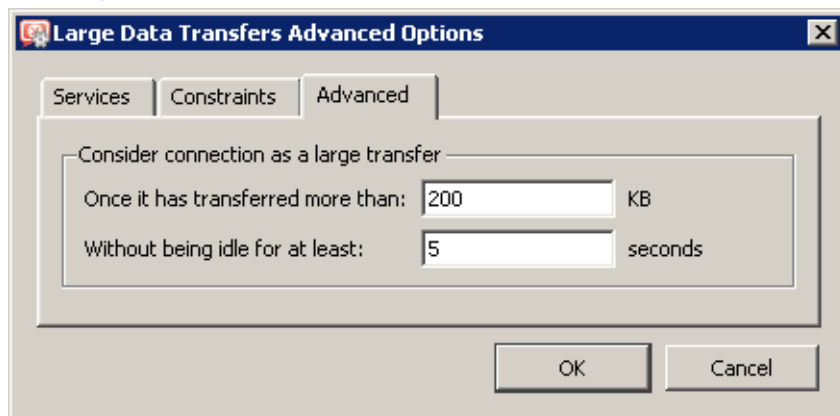 Large Data Transfers Advanced Options
Services Constraints Advanced
Consider connection as a large transfer
Once it has transferred more than: 200 KB
Without being idle for at least: 5 seconds
OK Cancel